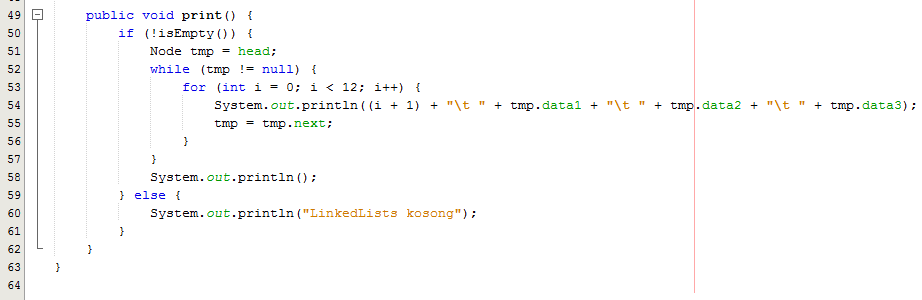 49 public void print() {
50 if (!isEmpty()) {
51 Node tmp = head;
52 while (tmp != null) {
53 for (int i = 0; i < 12; i++) {
54 System.out.println((i + 1) + "\t " + tmp.data1 + "\t " + tmp.data2 + "\t " + tmp.data3);
55 tmp = tmp.next;
56 }
57 }
58 System.out.println();
59 } else {
60 System.out.println("LinkedLists kosong");
61 }
62 }
63 }
64